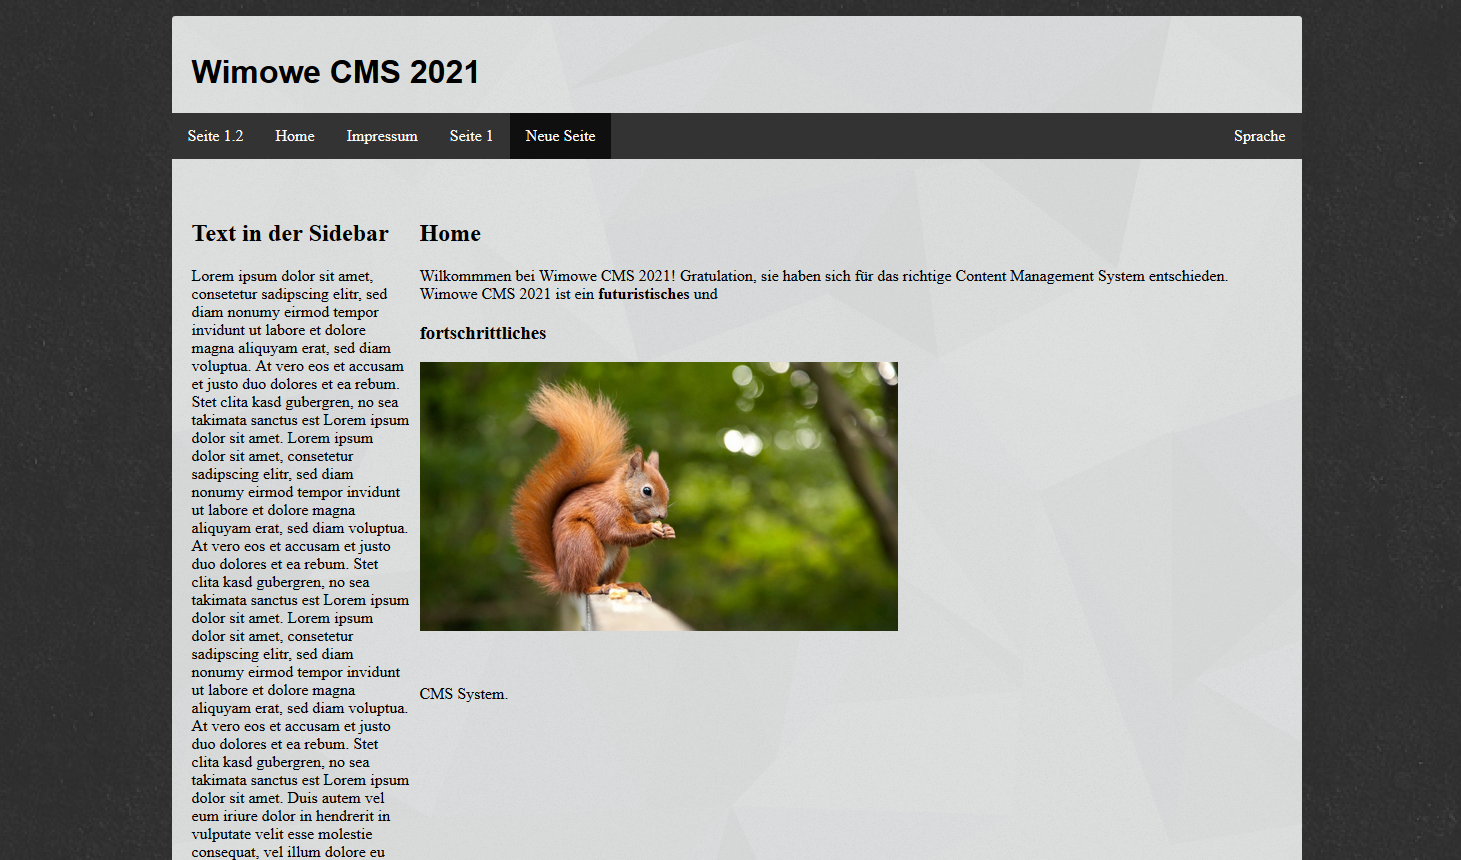 Wimowe CMS 2021
Seite 1.2 Home Impressum Seite 1 Neue Seite Sprache
Text in der Sidebar
Lorem ipsum dolor sit amet,
consetetur sadipscing elitr, sed
diam nonumy eirmod tempor
invidunt ut labore et dolore
magna aliquyam erat, sed diam
voluptua. At vero eos et accusam
et justo duo dolores et ea rebum.
Stet clita kasd gubergren, no sea
takimata sanctus est Lorem ipsum
dolor sit amet. Lorem ipsum
dolor sit amet, consetetur
sadipscing elitr, sed diam
nonumy eirmod tempor invidunt
ut labore et dolore magna
aliquyam erat, sed diam voluptua.
At vero eos et accusam et justo
duo dolores et ea rebum. Stet
clita kasd gubergren, no sea
takimata sanctus est Lorem ipsum
dolor sit amet. Lorem ipsum
dolor sit amet, consetetur
sadipscing elitr, sed diam
nonumy eirmod tempor invidunt
ut labore et dolore magna
aliquyam erat, sed diam voluptua.
At vero eos et accusam et justo
duo dolores et ea rebum. Stet
clita kasd gubergren, no sea
takimata sanctus est Lorem ipsum
dolor sit amet. Duis autem vel
eum iriure dolor in hendrerit in
vulputate velit esse molestie
consequat, vel illum dolore eu
Home
Wilkommmen bei Wimowe CMS 2021! Gratulation, sie haben sich für das richtige Content Management System entschieden.
Wimowe CMS 2021 ist ein futuristisches und
fortschrittliches
CMS System.